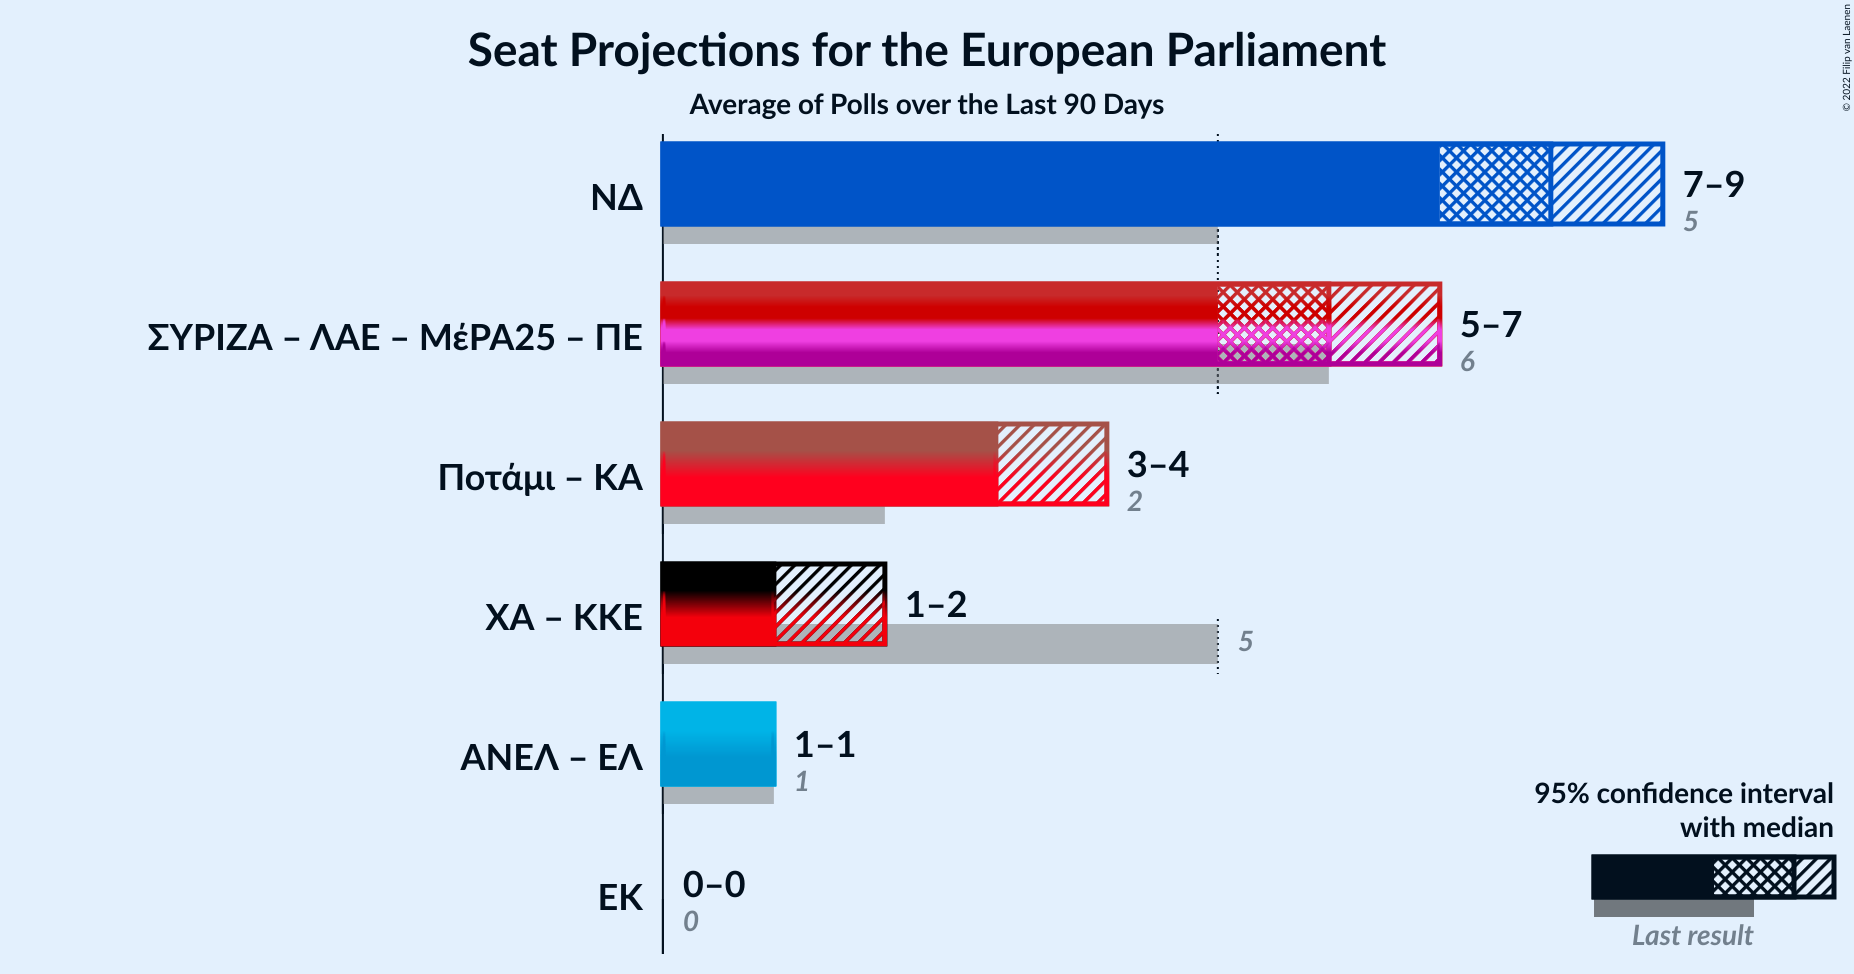 Seat Projections for the European Parliament
Average of Polls over the Last 90 Days
© 2022 Filip van Laenen
ΝΔ
7–9
5
ΣΥΡΙΖΑ – ΛΑΕ – ΜέΡΑ25 – ΠΕ
5–7
6
Ποτάμι – ΚΑ
3–4
2
ΧΑ – ΚΚΕ
1–2
5
ΑΝΕΛ – ΕΛ
1–1
1
ΕΚ
0–0
0
95% confidence interval
with median
Last result